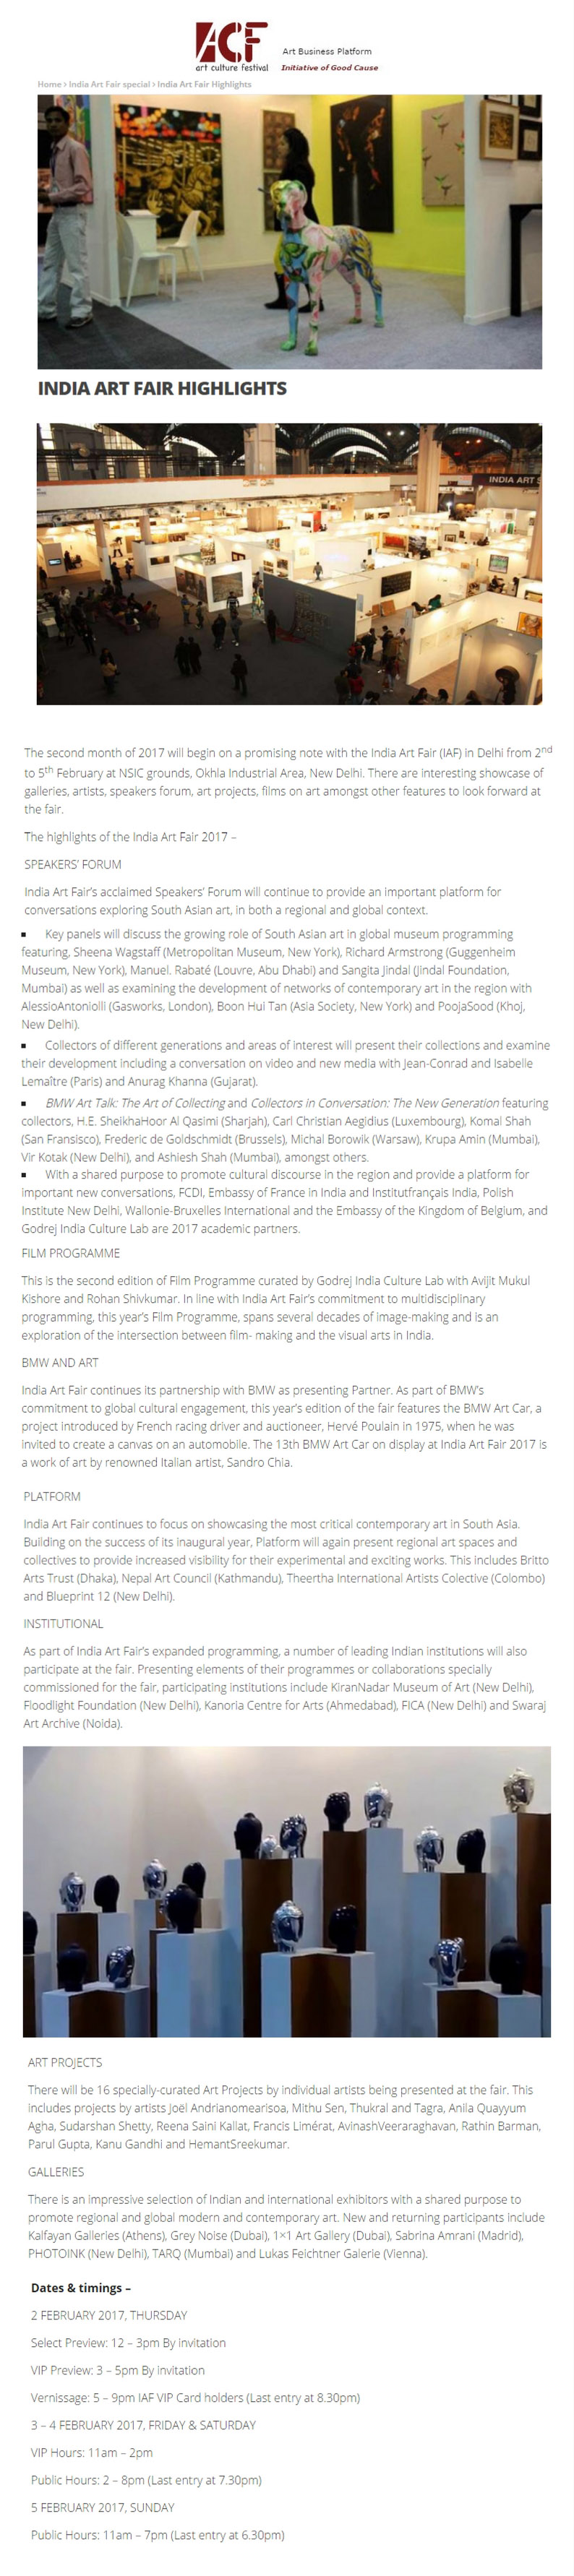 ACF
art culture festival
Art Business Platform
Initiative of Good Cause
Home > India Art Fair special > India Art Fair Highlights
INDIA ART FAIR HIGHLIGHTS
INDIA ART
The second month of 2017 will begin on a promising note with the India Art Fair (IAF) in Delhi from 2nd
to 5th February at NSIC grounds, Okhla Industrial Area, New Delhi. There are interesting showcase of
galleries, artists, speakers forum, art projects, films on art amongst other features to look forward at
the fair.
The highlights of the India Art Fair 2017 –
SPEAKERS' FORUM
India Art Fair's acclaimed Speakers' Forum will continue to provide an important platform for
conversations exploring South Asian art, in both a regional and global context.
▪ Key panels will discuss the growing role of South Asian art in global museum programming
featuring, Sheena Wagstaff (Metropolitan Museum, New York), Richard Armstrong (Guggenheim
Museum, New York), Manuel. Rabaté (Louvre, Abu Dhabi) and Sangita Jindal (Jindal Foundation,
Mumbai) as well as examining the development of networks of contemporary art in the region with
AlessioAntoniolli (Gasworks, London), Boon Hui Tan (Asia Society, New York) and PoojaSood (Khoj,
New Delhi).
▪ Collectors of different generations and areas of interest will present their collections and examine
their development including a conversation on video and new media with Jean-Conrad and Isabelle
Lemaître (Paris) and Anurag Khanna (Gujarat).
▪ BMW Art Talk: The Art of Collecting and Collectors in Conversation: The New Generation featuring
collectors, H.E. SheikhaHoor Al Qasimi (Sharjah), Carl Christian Aegidius (Luxembourg), Komal Shah
(San Fransisco), Frederic de Goldschmidt (Brussels), Michal Borowik (Warsaw), Krupa Amin (Mumbai),
Vir Kotak (New Delhi), and Ashiesh Shah (Mumbai), amongst others.
▪ With a shared purpose to promote cultural discourse in the region and provide a platform for
important new conversations, FCDI, Embassy of France in India and Institutfrançais India, Polish
Institute New Delhi, Wallonie-Bruxelles International and the Embassy of the Kingdom of Belgium, and
Godrej India Culture Lab are 2017 academic partners.
FILM PROGRAMME
This is the second edition of Film Programme curated by Godrej India Culture Lab with Avijit Mukul
Kishore and Rohan Shivkumar. In line with India Art Fair's commitment to multidisciplinary
programming, this year's Film Programme, spans several decades of image-making and is an
exploration of the intersection between film- making and the visual arts in India.
BMW AND ART
India Art Fair continues its partnership with BMW as presenting Partner. As part of BMW's
commitment to global cultural engagement, this year's edition of the fair features the BMW Art Car, a
project introduced by French racing driver and auctioneer, Hervé Poulain in 1975, when he was
invited to create a canvas on an automobile. The 13th BMW Art Car on display at India Art Fair 2017 is
a work of art by renowned Italian artist, Sandro Chia.
PLATFORM
India Art Fair continues to focus on showcasing the most critical contemporary art in South Asia.
Building on the success of its inaugural year, Platform will again present regional art spaces and
collectives to provide increased visibility for their experimental and exciting works. This includes Britto
Arts Trust (Dhaka), Nepal Art Council (Kathmandu), Theertha International Artists Colective (Colombo)
and Blueprint 12 (New Delhi).
INSTITUTIONAL
As part of India Art Fair's expanded programming, a number of leading Indian institutions will also
participate at the fair. Presenting elements of their programmes or collaborations specially
commissioned for the fair, participating institutions include KiranNadar Museum of Art (New Delhi),
Floodlight Foundation (New Delhi), Kanoria Centre for Arts (Ahmedabad), FICA (New Delhi) and Swaraj
Art Archive (Noida).
ART PROJECTS
There will be 16 specially-curated Art Projects by individual artists being presented at the fair. This
includes projects by artists Joël Andrianomearisoa, Mithu Sen, Thukral and Tagra, Anila Quayyum
Agha, Sudarshan Shetty, Reena Saini Kallat, Francis Limérat, AvinashVeeraraghavan, Rathin Barman,
Parul Gupta, Kanu Gandhi and HemantSreekumar.
GALLERIES
There is an impressive selection of Indian and international exhibitors with a shared purpose to
promote regional and global modern and contemporary art. New and returning participants include
Kalfayan Galleries (Athens), Grey Noise (Dubai), 1×1 Art Gallery (Dubai), Sabrina Amrani (Madrid),
PHOTOINK (New Delhi), TARQ (Mumbai) and Lukas Feichtner Galerie (Vienna).
Dates & timings –
2 FEBRUARY 2017, THURSDAY
Select Preview: 12 – 3pm By invitation
VIP Preview: 3 – 5pm By invitation
Vernissage: 5 – 9pm IAF VIP Card holders (Last entry at 8.30pm)
3 – 4 FEBRUARY 2017, FRIDAY & SATURDAY
VIP Hours: 11am – 2pm
Public Hours: 2 – 8pm (Last entry at 7.30pm)
5 FEBRUARY 2017, SUNDAY
Public Hours: 11am – 7pm (Last entry at 6.30pm)